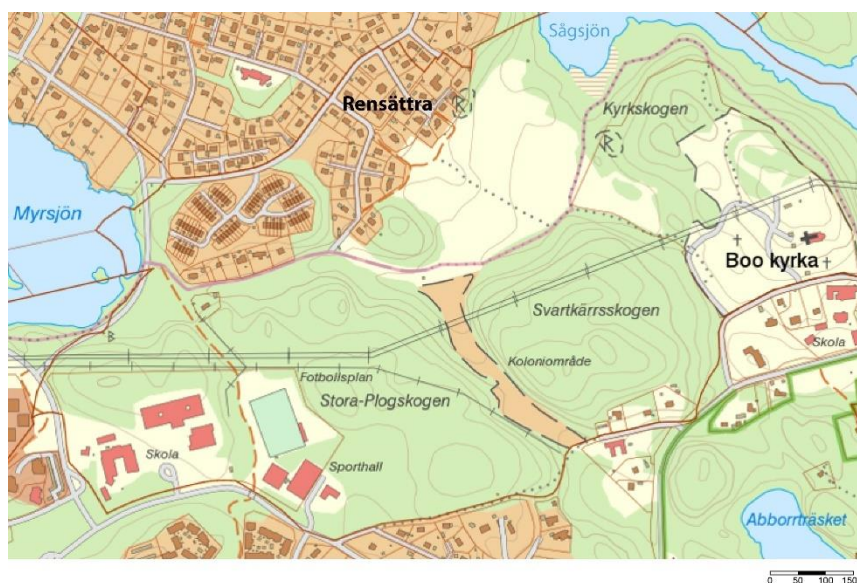 Sågsjön
Rensättra
Kyrkskogen
Myrsjön
Boo kyrka
Svartkärrsskogen
Skola
Koloniområde
Fotbollsplan
Stora-Plogskogen
Skola
Sporthall
Abborrträsket
0 50 100 150